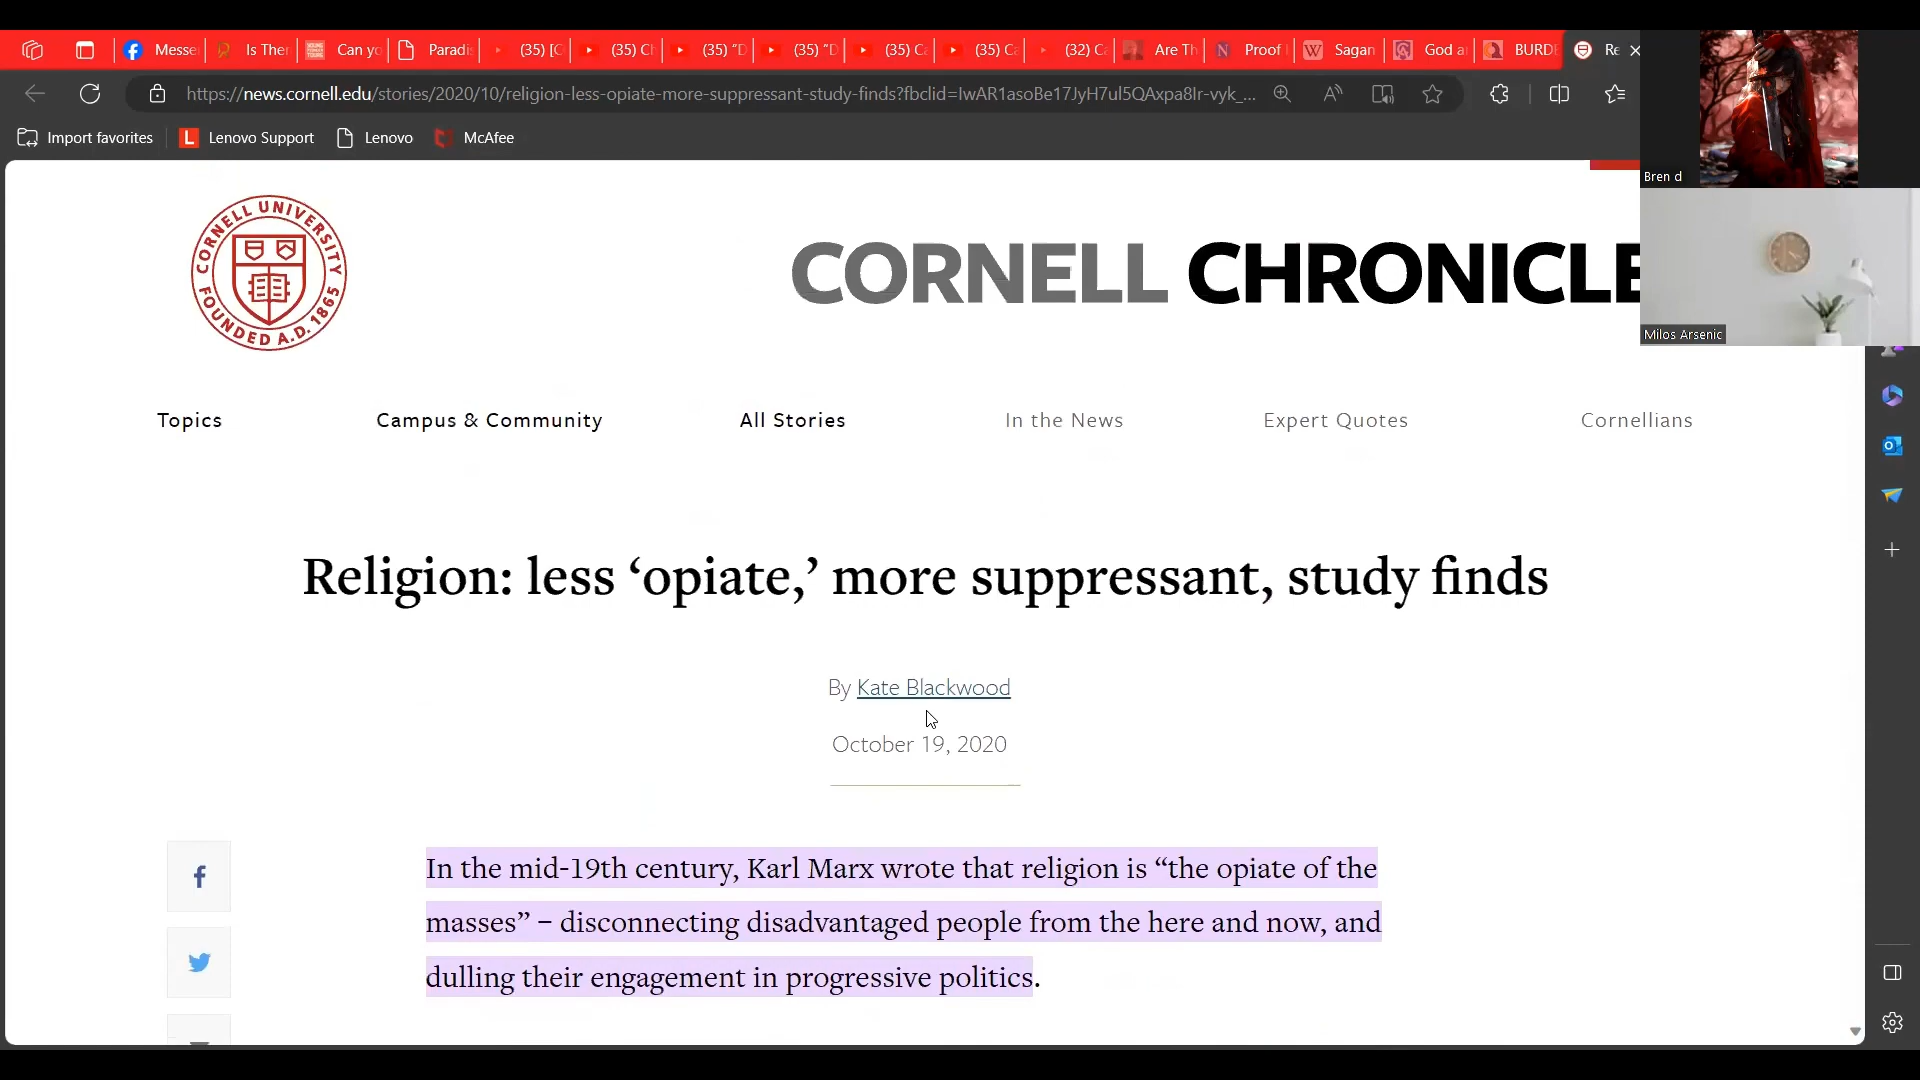 Messe
Is Ther
Can yo
Paradis
(35) [C
(35) Ch
(35) "D
(35) "D
(35) Ca
(35) Ca
(32) Ca
Are Th
Proof
Sagan
God a
BURDE
Re
https://news.cornell.edu/stories/2020/10/religion-less-opiate-more-suppressant-study-finds?fbclid=IwAR1asoBe17JyH7ul5QAxpa8Ir-vyk_...
Import favorites
L Lenovo Support
Lenovo
McAfee
Bren d
Milos Arsenic
CORNELL UNIVERSITY
FOUNDED A.D. 1865
CORNELL CHRONICLE
Topics
Campus & Community
All Stories
In the News
Expert Quotes
Cornellians
Religion: less ‘opiate,’ more suppressant, study finds
By Kate Blackwood
October 19, 2020
In the mid-19th century, Karl Marx wrote that religion is “the opiate of the
masses” – disconnecting disadvantaged people from the here and now, and
dulling their engagement in progressive politics.